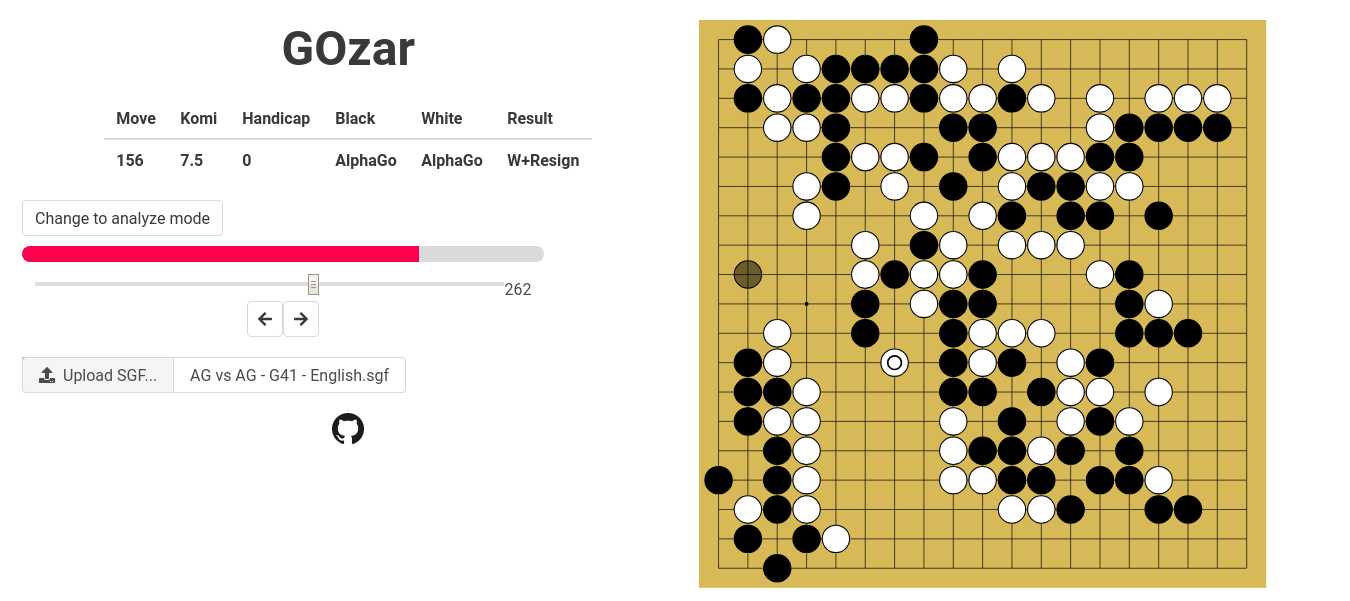 GOzar
Move Komi Handicap Black White Result
156 7.5 0 AlphaGo AlphaGo W+Resign
Change to analyze mode
262
Upload SGF... AG vs AG - G41 - English.sgf